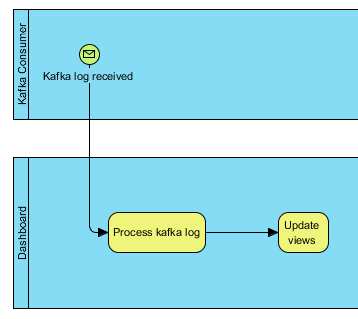 Kafka Consumer
Kafka log received
Dashboard
Process kafka log
Update
views